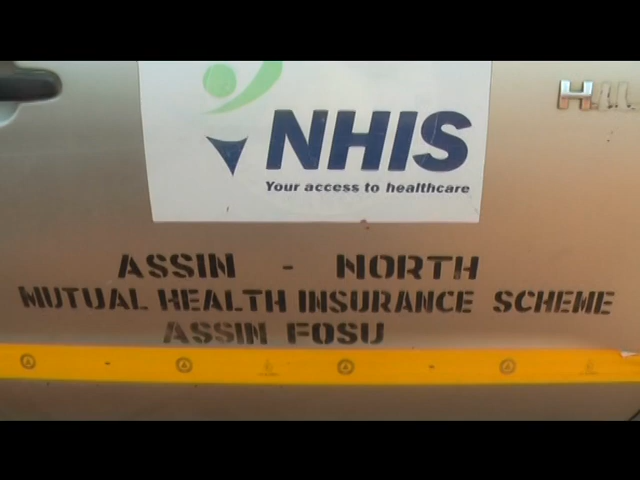 NHIS
Your access to healthcare
ASSIN - NORTH
MUTUAL HEALTH INSURANCE SCHEME
ASSIN FOSU